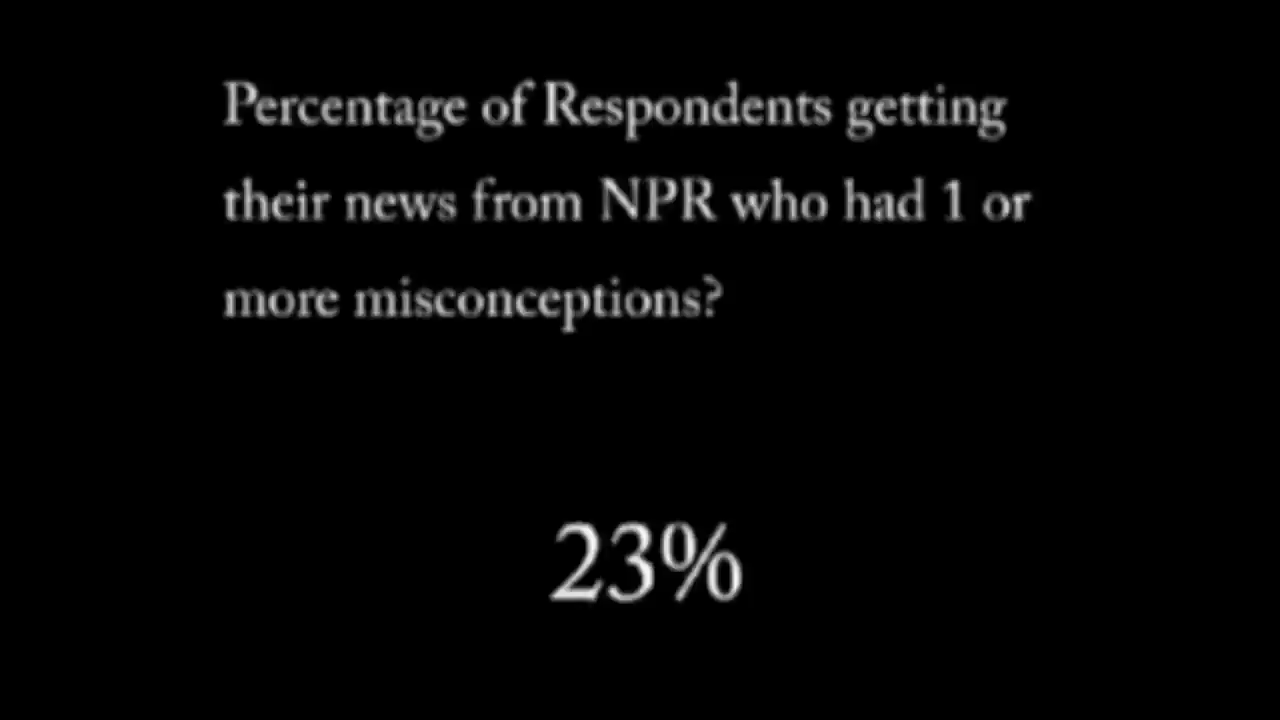 Percentage of Respondents getting
their news from NPR who had 1 or
more misconceptions?
23%